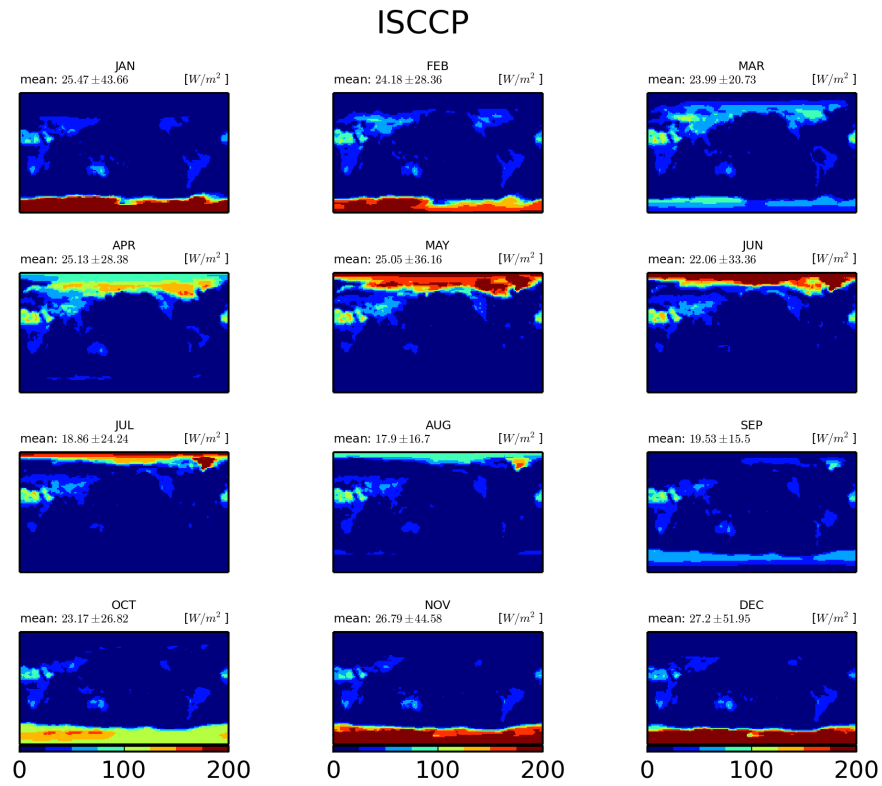 ISCCP
JAN FEB MAR
mean: 25.47±43.66 [W/m² ] mean: 24.18±28.36 [W/m² ] mean: 23.99±20.73 [W/m² ]
APR MAY JUN
mean: 25.13±28.38 [W/m² ] mean: 25.05±36.16 [W/m² ] mean: 22.06±33.36 [W/m² ]
JUL AUG SEP
mean: 18.86±24.24 [W/m² ] mean: 17.9±16.7 [W/m² ] mean: 19.53±15.5 [W/m² ]
OCT NOV DEC
mean: 23.17±26.82 [W/m² ] mean: 26.79±44.58 [W/m² ] mean: 27.2±51.95 [W/m² ]
0 100 200 0 100 200 0 100 200